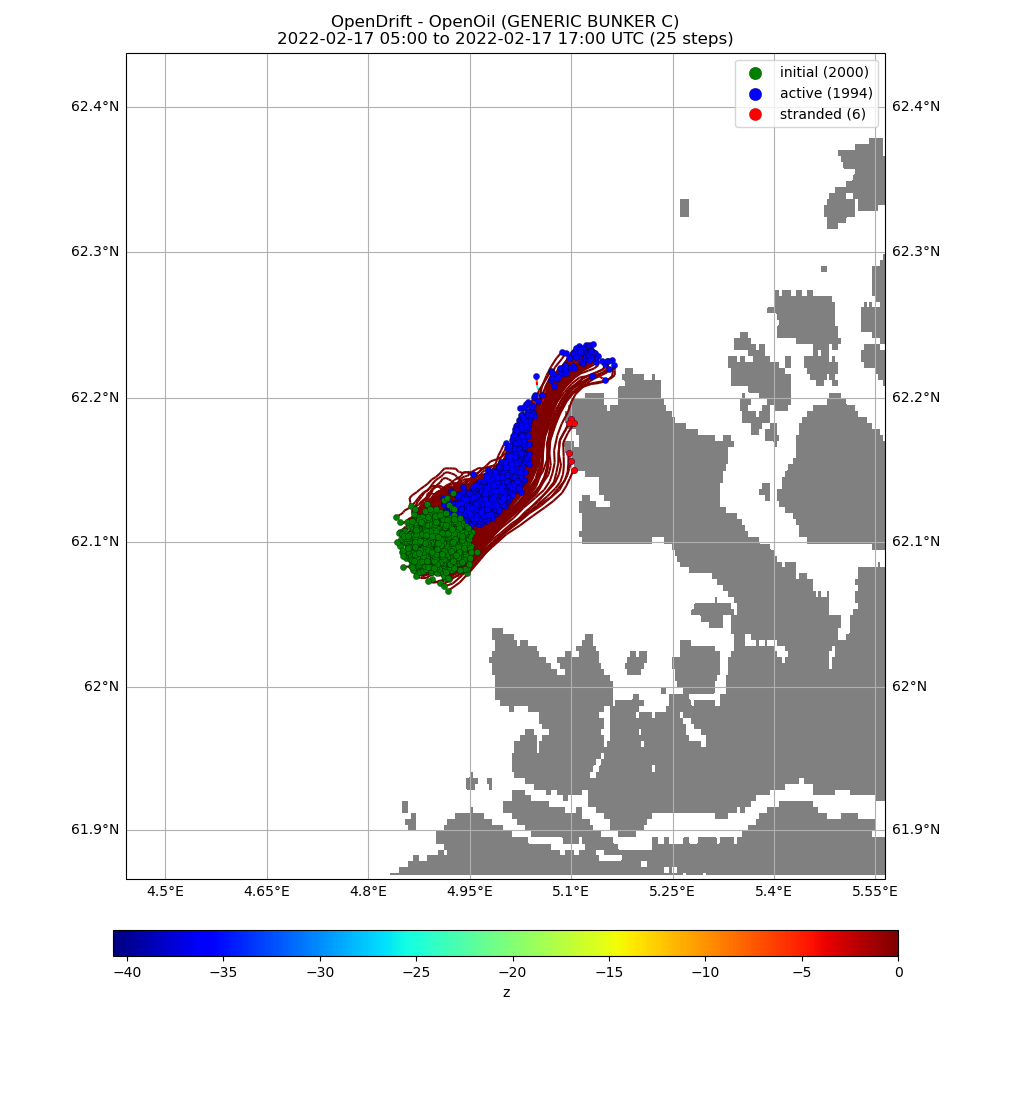 OpenDrift - OpenOil (GENERIC BUNKER C)
2022-02-17 05:00 to 2022-02-17 17:00 UTC (25 steps)
initial (2000)
active (1994)
stranded (6)
62.4°N 62.4°N
62.3°N 62.3°N
62.2°N 62.2°N
62.1°N 62.1°N
62°N 62°N
61.9°N 61.9°N
4.5°E 4.65°E 4.8°E 4.95°E 5.1°E 5.25°E 5.4°E 5.55°E
−40 −35 −30 −25 −20 −15 −10 −5 0
z